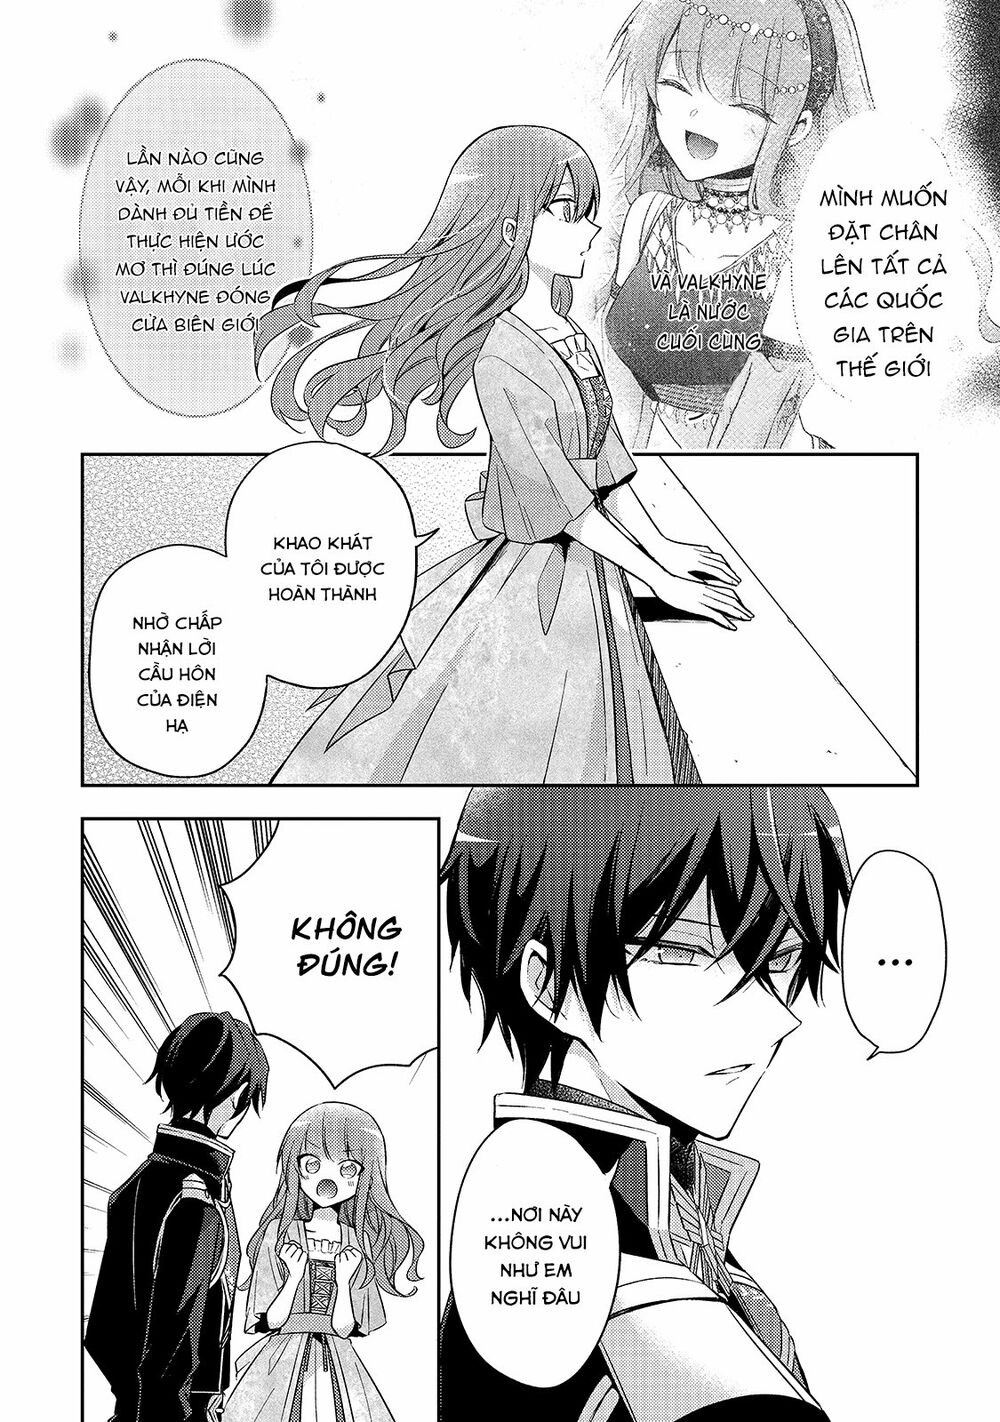 MÌNH MUỐN
ĐẶT CHÂN
LÊN TẤT CẢ
CÁC QUỐC
GIA TRÊN
THẾ GIỚI
VÀ VALKHYNE
LÀ NƯỚC
CUỐI CÙNG
LẦN NÀO CŨNG
VẬY, MỖI KHI MÌNH
DÀNH ĐỦ TIỀN ĐỂ
THỰC HIỆN ƯỚC
MƠ THÌ ĐÚNG LÚC
VALKHYNE ĐÓNG
CỬA BIÊN GIỚI
KHAO KHÁT
CỦA TÔI ĐƯỢC
HOÀN THÀNH
NHỜ CHẤP
NHẬN LỜI
CẦU HÔN
CỦA ĐIỆN
HẠ
...
...NƠI NÀY
KHÔNG VUI
NHƯ EM
NGHĨ ĐÂU
KHÔNG
ĐÚNG!